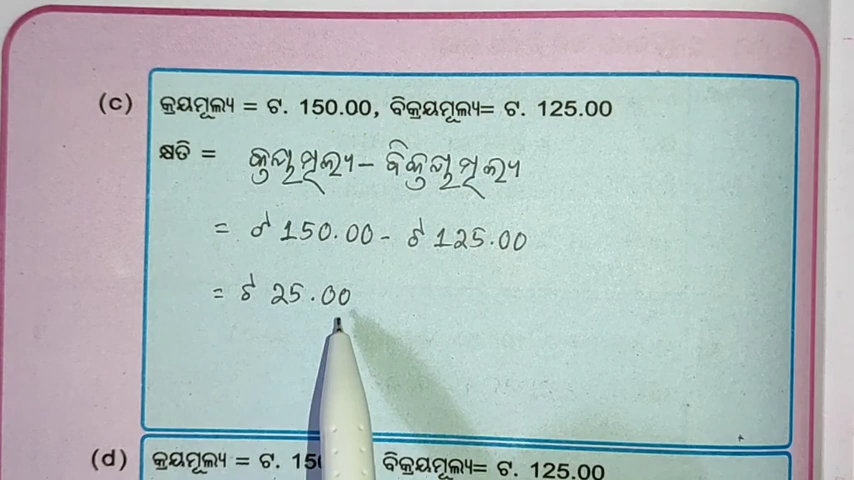 (c) କ୍ରୟମୂଲ୍ୟ = ଟ. 150.00, ବିକ୍ରୟମୂଲ୍ୟ= ଟ. 125.00
କ୍ଷତି = କ୍ରୟମୂଲ୍ୟ - ବିକ୍ରୟମୂଲ୍ୟ
= ଟ 150.00 - ଟ 125.00
= ଟ 25.00
(d) କ୍ରୟମୂଲ୍ୟ = ଟ. ବିକ୍ରୟମୂଲ୍ୟ= ଟ. 125.00